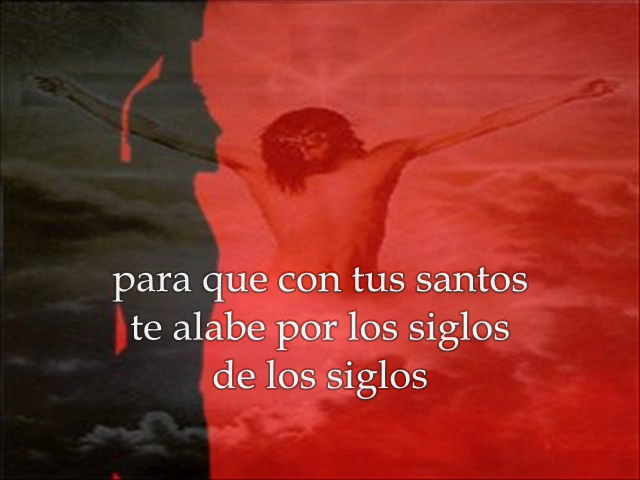 para que con tus santos
te alabe por los siglos
de los siglos